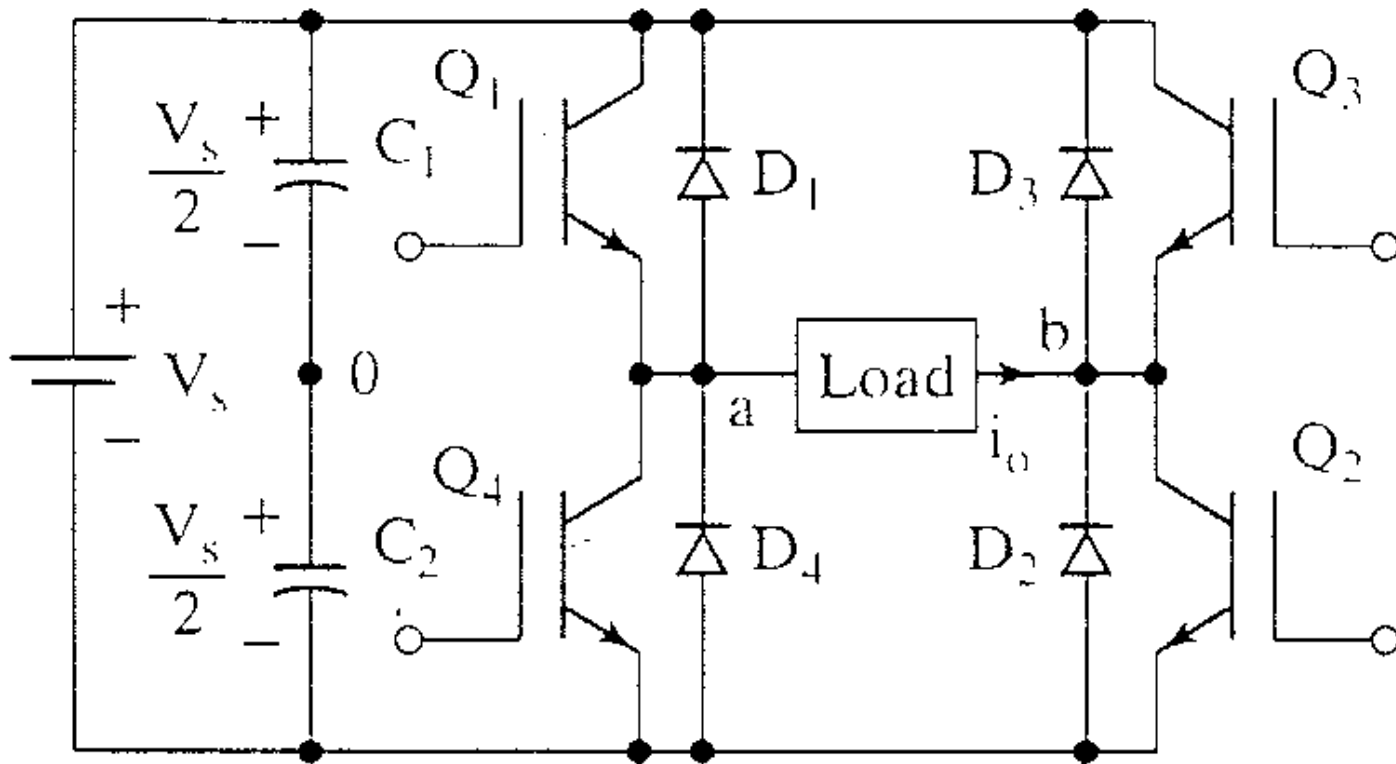 Q₁
Q₃
+
Vₛ
2
−
C₁
D₁
D₃
+
Vₛ
−
0
a
Load
b
iₒ
Q₄
Q₂
+
Vₛ
2
−
C₂
D₄
D₂